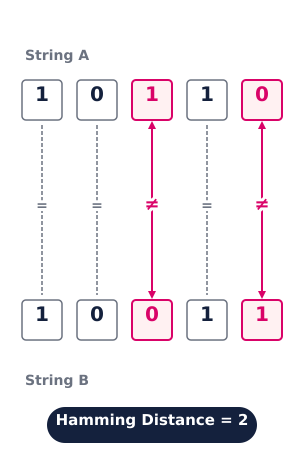 String A
1 0 1 1 0
= = ≠ = ≠
1 0 0 1 1
String B
Hamming Distance = 2